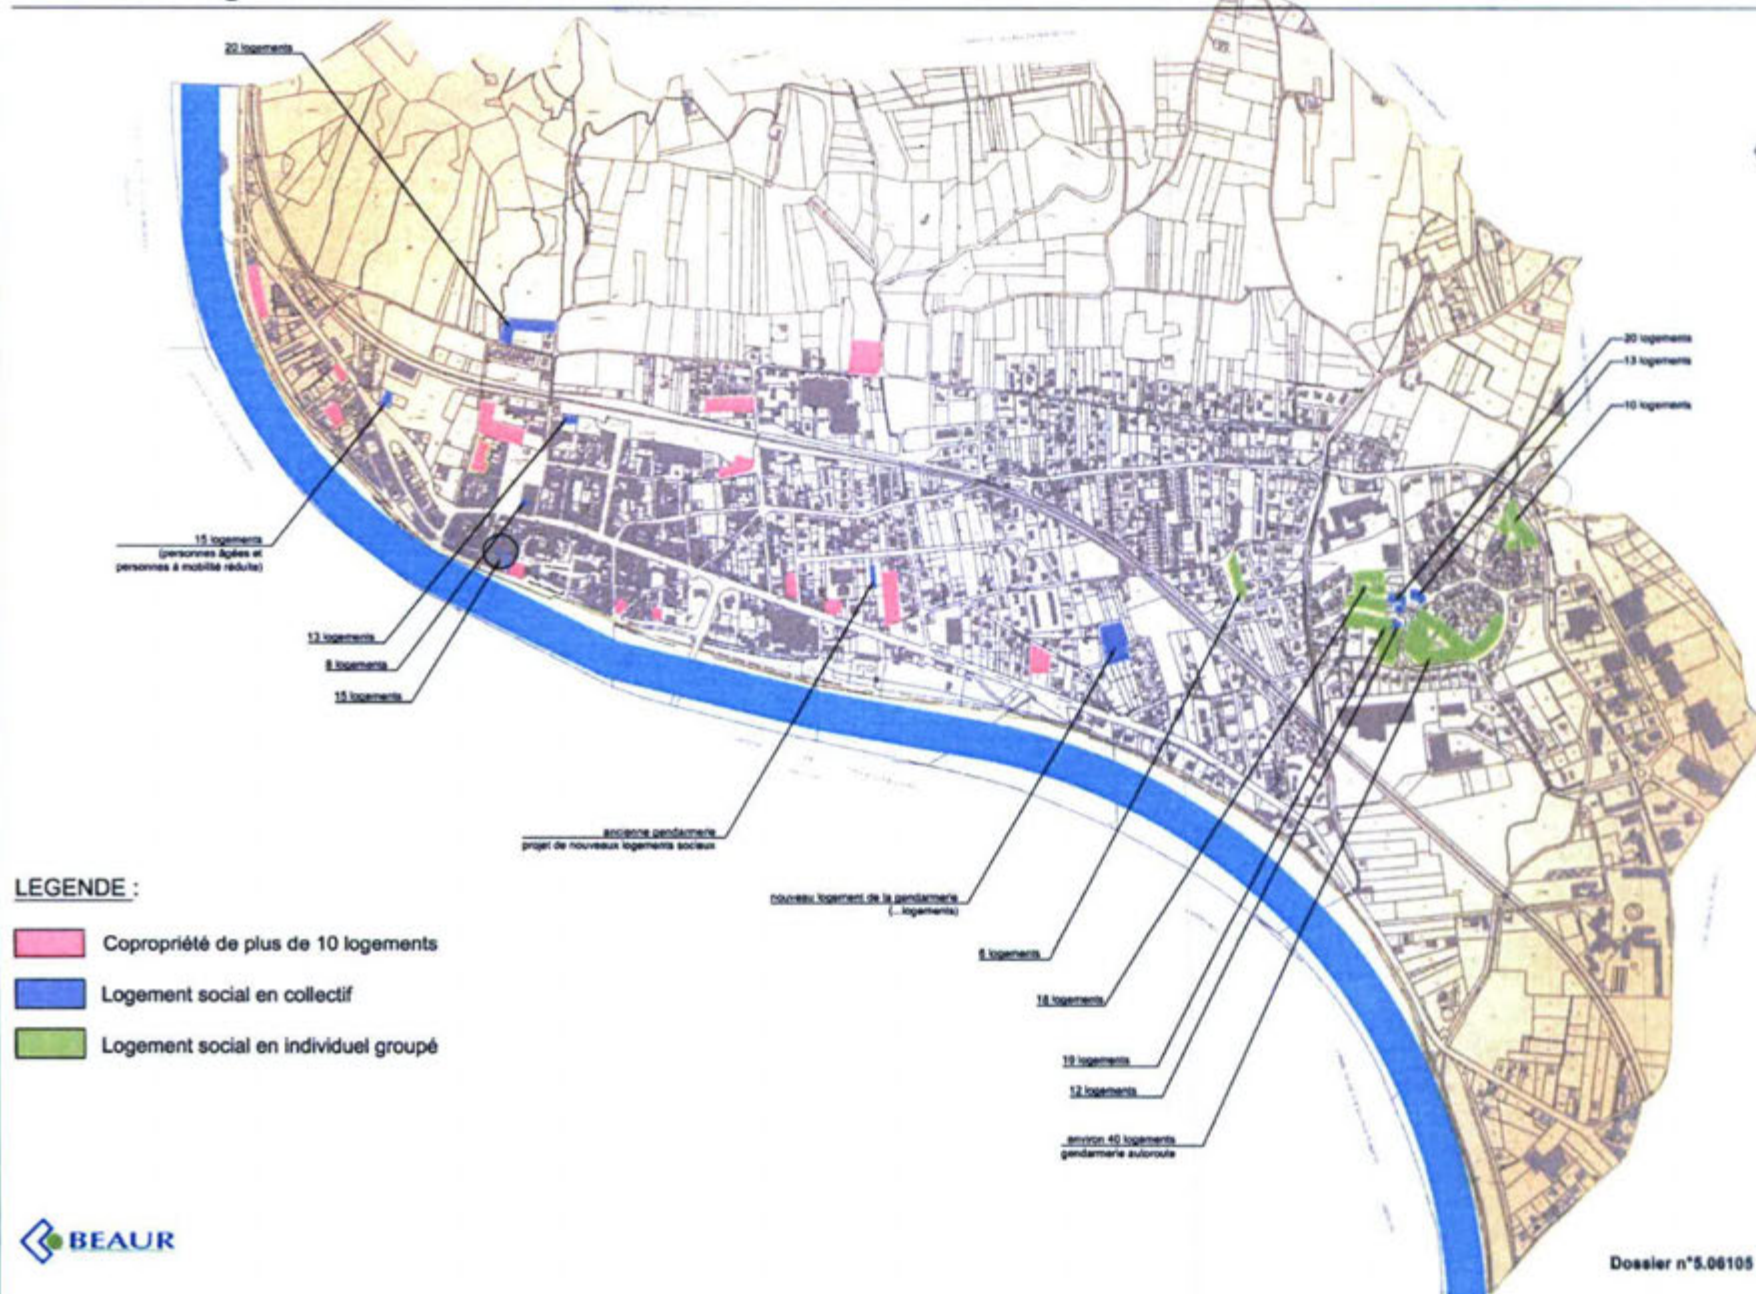 20 logements
20 logements
13 logements
10 logements
15 logements
(personnes âgées et
personnes à mobilité réduite)
13 logements
8 logements
15 logements
ancienne gendarmerie
projet de nouveaux logements sociaux
nouveau logement de la gendarmerie
(...logements)
6 logements
18 logements
19 logements
12 logements
environ 40 logements
gendarmerie autoroute
LEGENDE :
Copropriété de plus de 10 logements
Logement social en collectif
Logement social en individuel groupé
BEAUR
Dossier n°5.06105